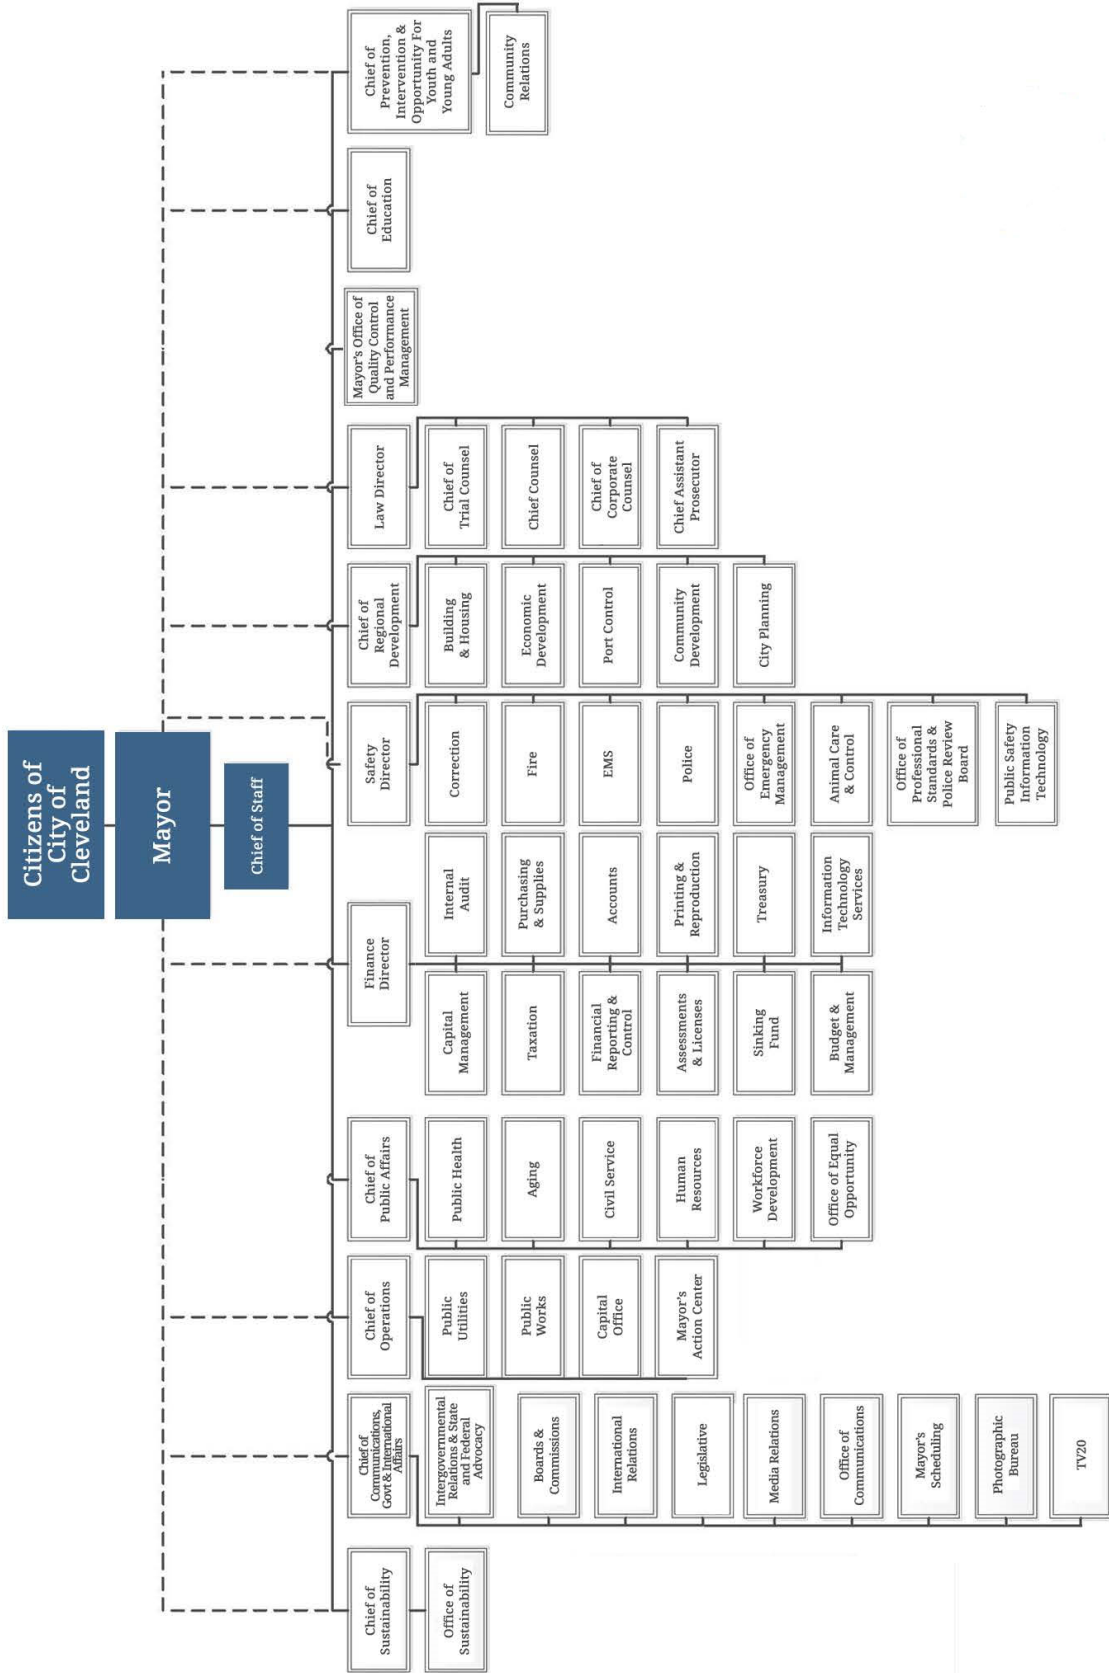 Citizens of
City of
Cleveland
Mayor
Chief of Staff
Chief of
Sustainability
Office of
Sustainability
Chief of
Communications,
Govt & International
Affairs
Intergovernmental
Relations & State
and Federal
Advocacy
Boards &
Commissions
International
Relations
Legislative
Media Relations
Office of
Communications
Mayor's
Scheduling
Photographic
Bureau
TV20
Chief of
Operations
Public
Utilities
Public
Works
Capital
Office
Mayor's
Action Center
Chief of
Public Affairs
Public Health
Aging
Civil Service
Human
Resources
Workforce
Development
Office of Equal
Opportunity
Finance
Director
Capital
Management
Taxation
Financial
Reporting &
Control
Assessments
& Licenses
Sinking
Fund
Budget &
Management
Internal
Audit
Purchasing
& Supplies
Accounts
Printing &
Reproduction
Treasury
Information
Technology
Services
Safety
Director
Correction
Fire
EMS
Police
Office of
Emergency
Management
Animal Care
& Control
Office of
Professional
Standards &
Police Review
Board
Public Safety
Information
Technology
Chief of
Regional
Development
Building
& Housing
Economic
Development
Port Control
Community
Development
City Planning
Law Director
Chief of
Trial Counsel
Chief Counsel
Chief of
Corporate
Counsel
Chief Assistant
Prosecutor
Mayor's Office of
Quality Control
and Performance
Management
Chief of
Education
Chief of
Prevention,
Intervention &
Opportunity For
Youth and
Young Adults
Community
Relations